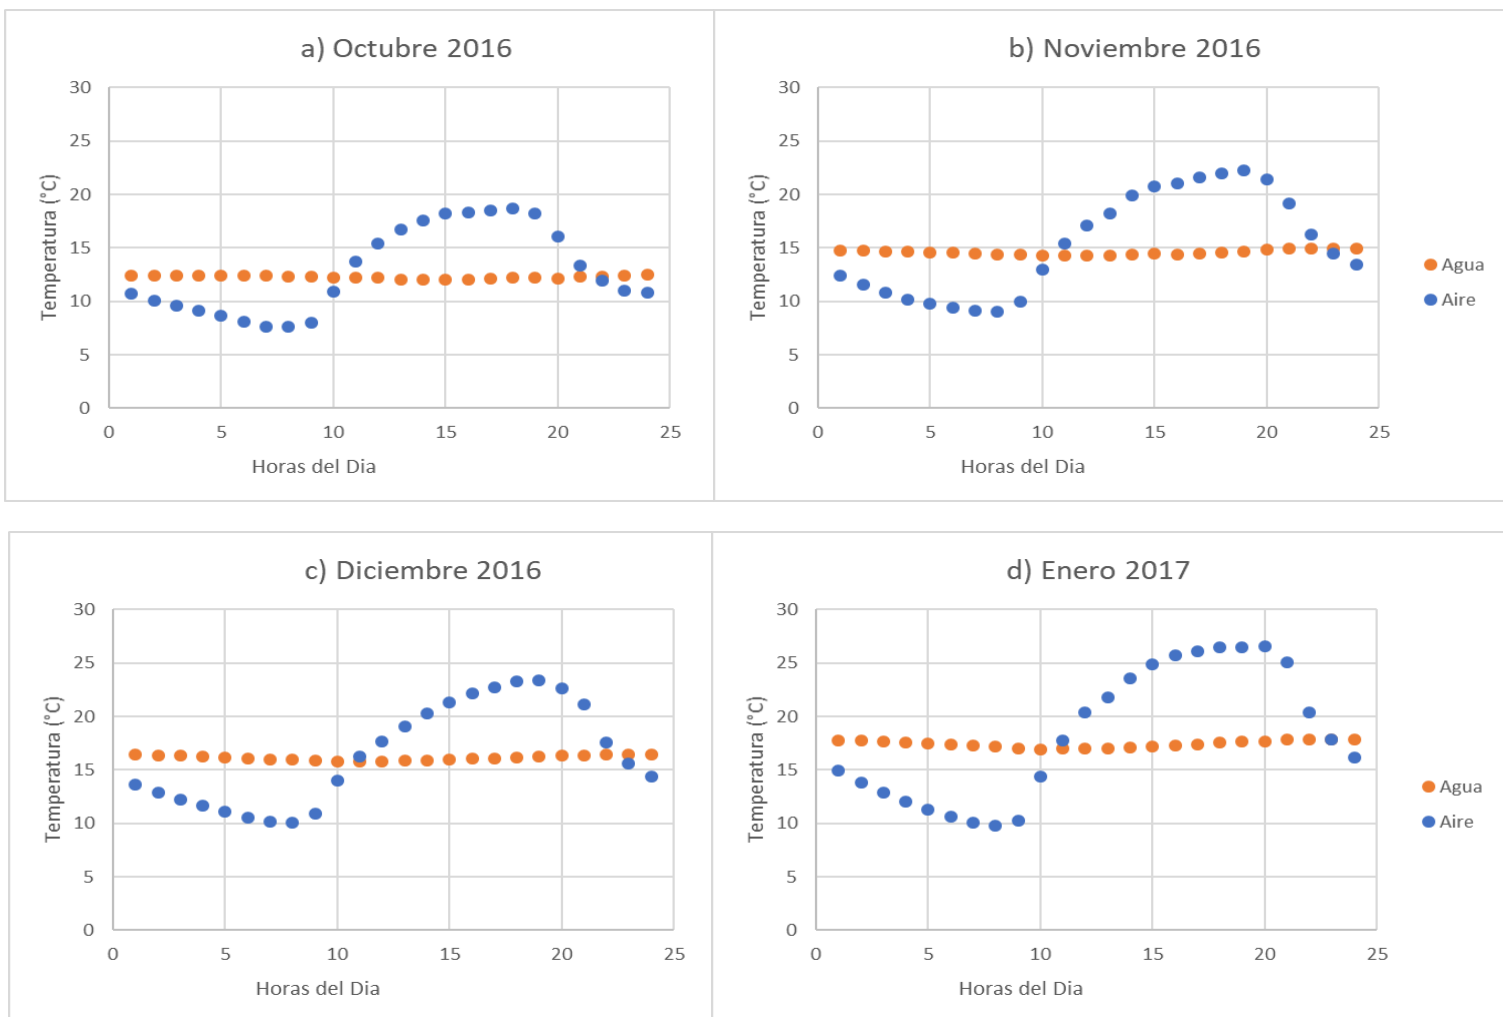 a) Octubre 2016
30
25
20
15
10
5
0
Temperatura (°C)
0 5 10 15 20 25
Horas del Dia
b) Noviembre 2016
30
25
20
15
10
5
0
Temperatura (°C)
0 5 10 15 20 25
Horas del Dia
Agua
Aire
c) Diciembre 2016
30
25
20
15
10
5
0
Temperatura (°C)
0 5 10 15 20 25
Horas del Dia
d) Enero 2017
30
25
20
15
10
5
0
Temperatura (°C)
0 5 10 15 20 25
Horas del Dia
Agua
Aire